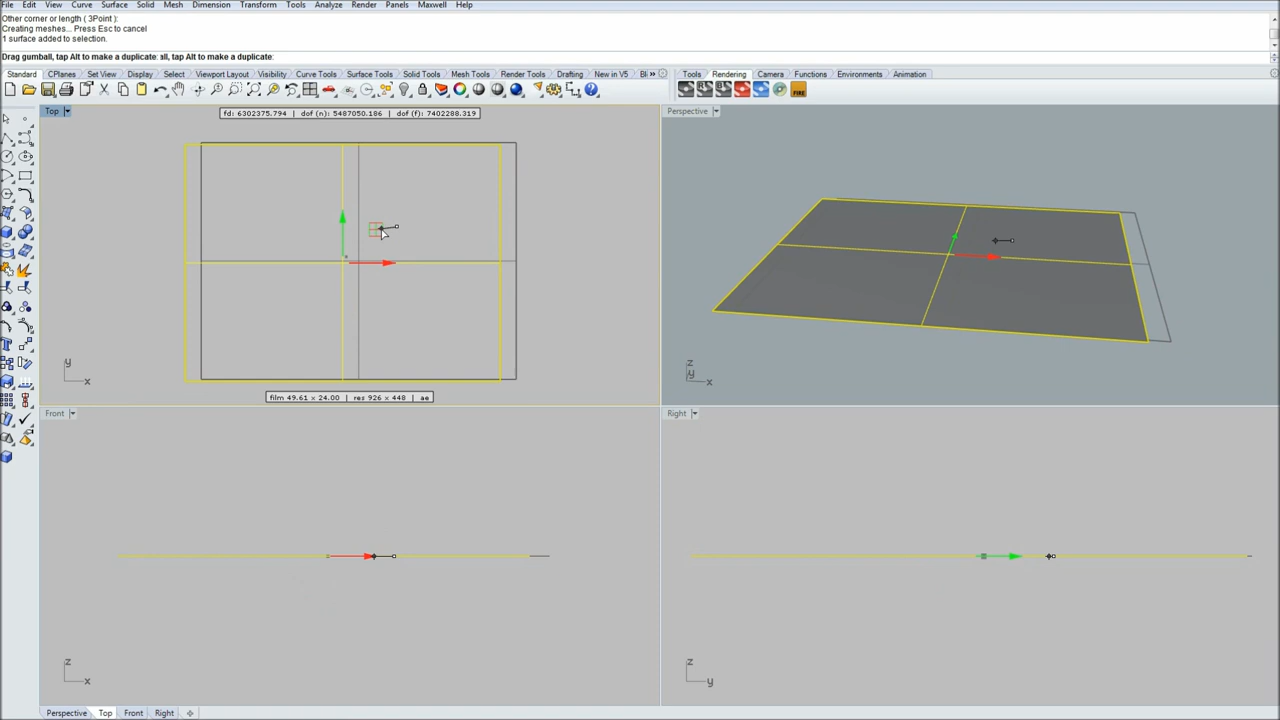 File Edit View Curve Surface Solid Mesh Dimension Transform Tools Analyze Render Panels Maxwell Help
Other corner or length ( 3Point ):
Creating meshes... Press Esc to cancel
1 surface added to selection.
Drag gumball, tap Alt to make a duplicate: all, tap Alt to make a duplicate:
Standard CPlanes Set View Display Select Viewport Layout Visibility Curve Tools Surface Tools Solid Tools Mesh Tools Render Tools Drafting New in V5 Bl »
Tools Rendering Camera Functions Environments Animation
FIRE
Top
fd: 6302375.794 | dof (n): 5487050.186 | dof (f): 7402288.319
Perspective
y
x
film 49.61 x 24.00 | res 926 x 448 | ae
z
y
x
Front
Right
z
x
z
y
Perspective Top Front Right